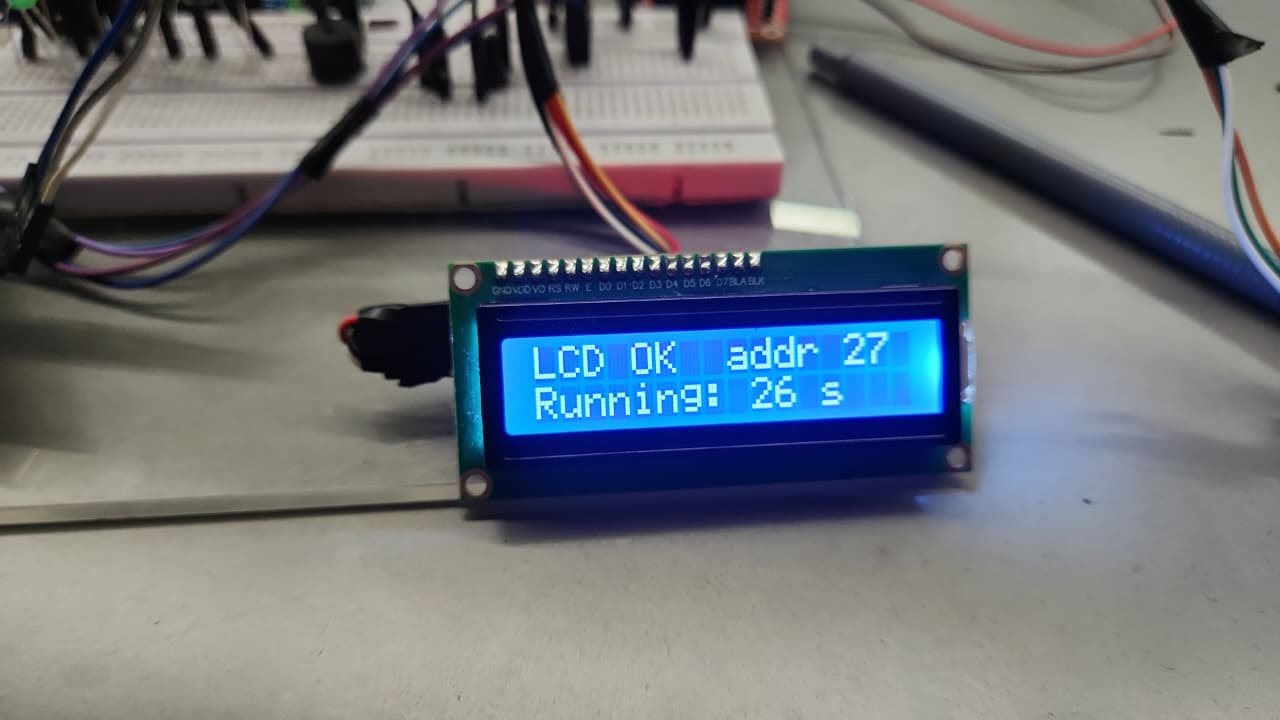 GND VDD VO RS RW E D0 D1 D2 D3 D4 D5 D6 D7 BLA BLK
LCD OK addr 27
Running: 26 s